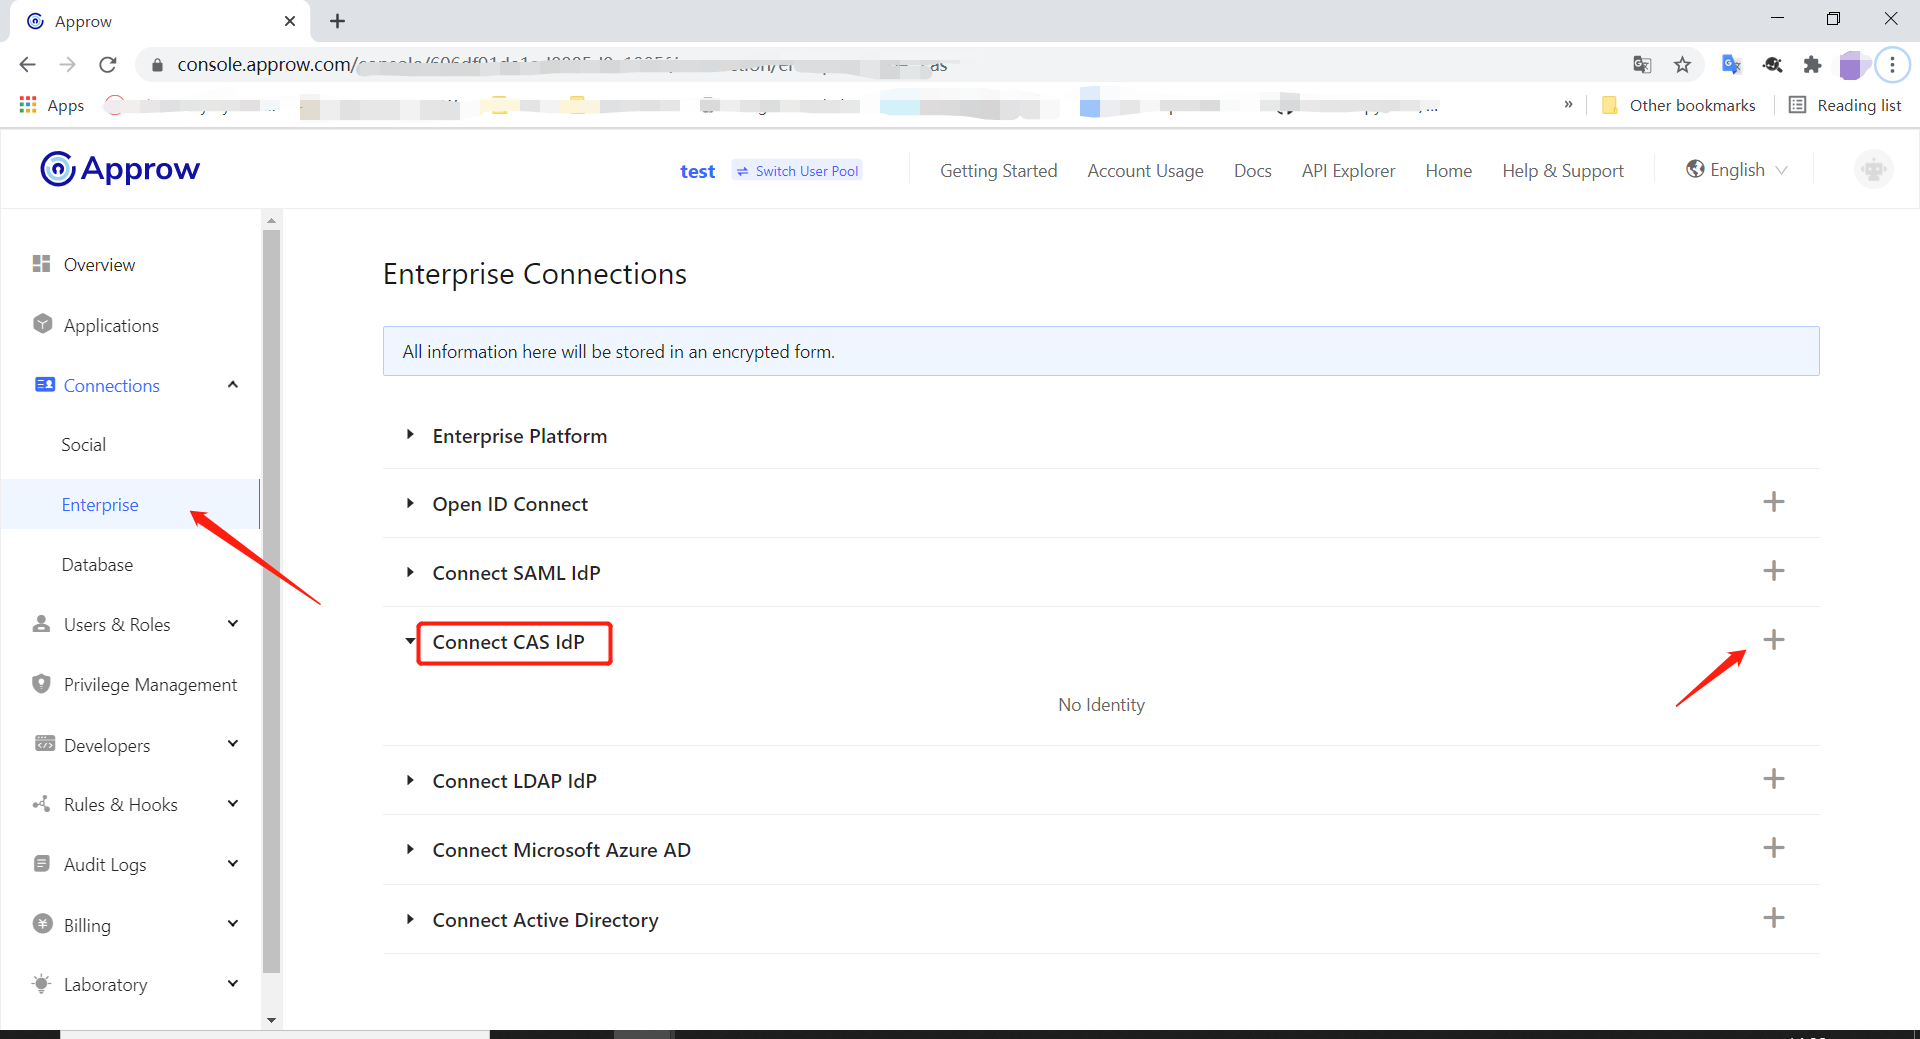 Approw
console.approw.com/
Apps
Other bookmarks
Reading list
Approw
test
Switch User Pool
Getting Started
Account Usage
Docs
API Explorer
Home
Help & Support
English
Overview
Applications
Connections
Social
Enterprise
Database
Users & Roles
Privilege Management
Developers
Rules & Hooks
Audit Logs
Billing
Laboratory
Enterprise Connections
All information here will be stored in an encrypted form.
Enterprise Platform
Open ID Connect
Connect SAML IdP
Connect CAS IdP
No Identity
Connect LDAP IdP
Connect Microsoft Azure AD
Connect Active Directory